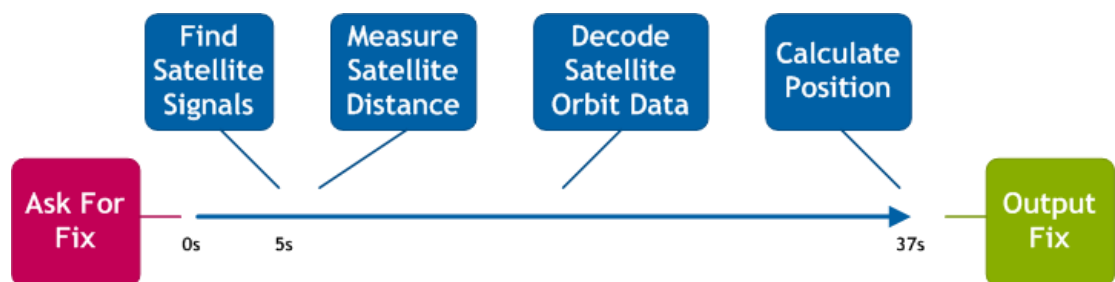 Find
Satellite
Signals
Measure
Satellite
Distance
Decode
Satellite
Orbit Data
Calculate
Position
Ask For
Fix
0s
5s
37s
Output
Fix